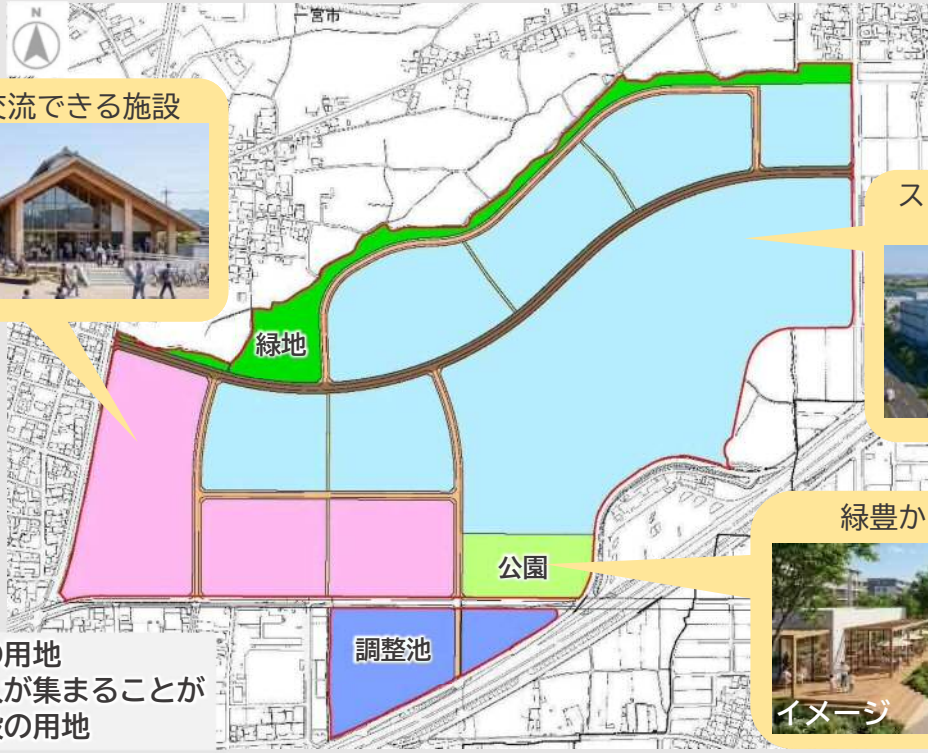 N
一宮市
交流できる施設
ス
緑地
緑豊か
公園
調整池
の用地
が集まることが
の用地
イメージ